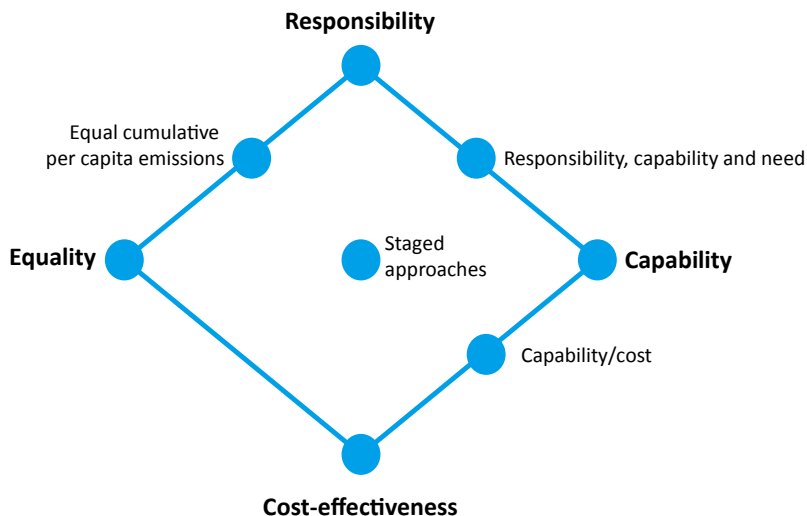 Responsibility
Equal cumulative
per capita emissions
Responsibility, capability and need
Equality
Staged
approaches
Capability
Capability/cost
Cost-effectiveness